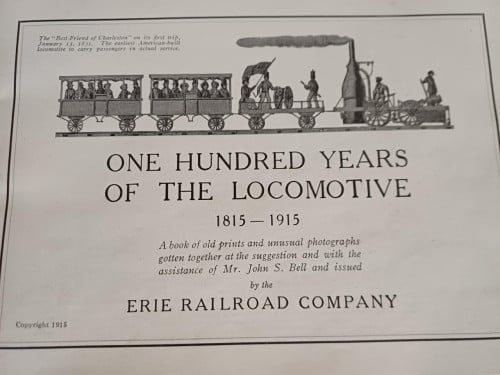 The "Best Friend of Charleston" on its first trip,
January 15, 1831. The earliest American-built
locomotive to carry passengers in actual service.
ONE HUNDRED YEARS
OF THE LOCOMOTIVE
1815—1915
A book of old prints and unusual photographs
gotten together at the suggestion and with the
assistance of Mr. John S. Bell and issued
by the
ERIE RAILROAD COMPANY
Copyright 1915